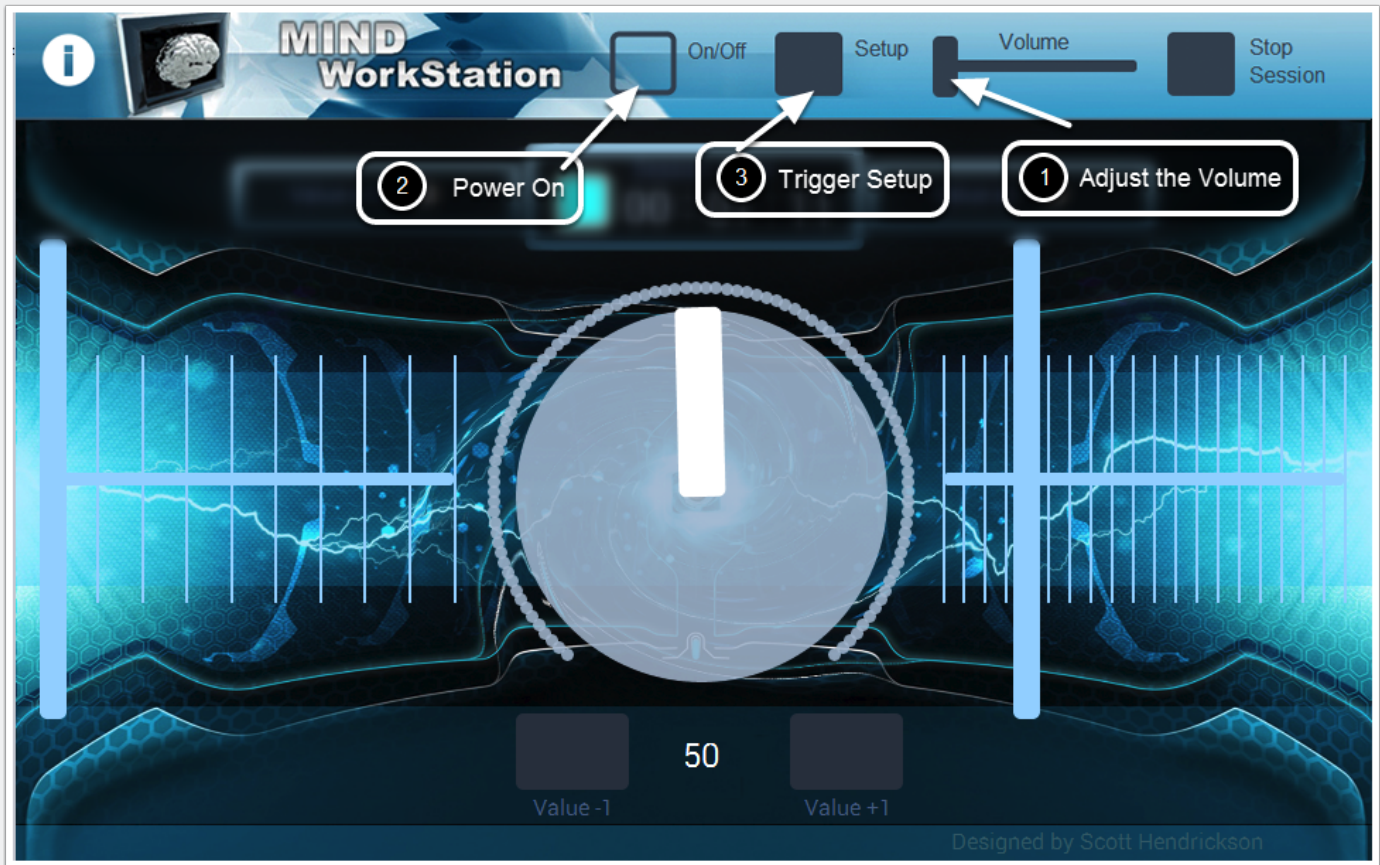 i
MIND
WorkStation
On/Off
Setup
Volume
Stop
Session
2 Power On
3 Trigger Setup
1 Adjust the Volume
50
Value -1
Value +1
Designed by Scott Hendrickson